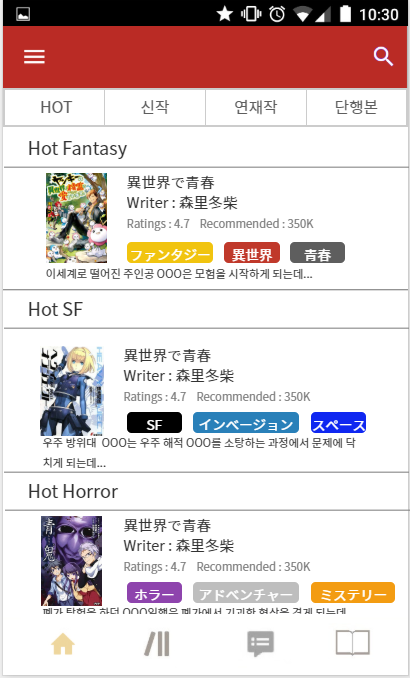 10:30
HOT 신작 연재작 단행본
Hot Fantasy
異世界で青春
Writer : 森里冬柴
Ratings : 4.7 Recommended : 350K
ファンタジー 異世界 青春
이세계로 떨어진 주인공 OOO은 모험을 시작하게 되는데...
Hot SF
異世界で青春
Writer : 森里冬柴
Ratings : 4.7 Recommended : 350K
SF インベージョン スペース
우주 방위대 OOO는 우주 해적 OOO를 소탕하는 과정에서 문제에 닥
치게 되는데...
Hot Horror
異世界で青春
Writer : 森里冬柴
Ratings : 4.7 Recommended : 350K
青鬼
ホラー アドベンチャー ミステリー
폐가 탐험을 하던 OOO일행은 폐가에서 기괴한 현상을 겪게 되는데